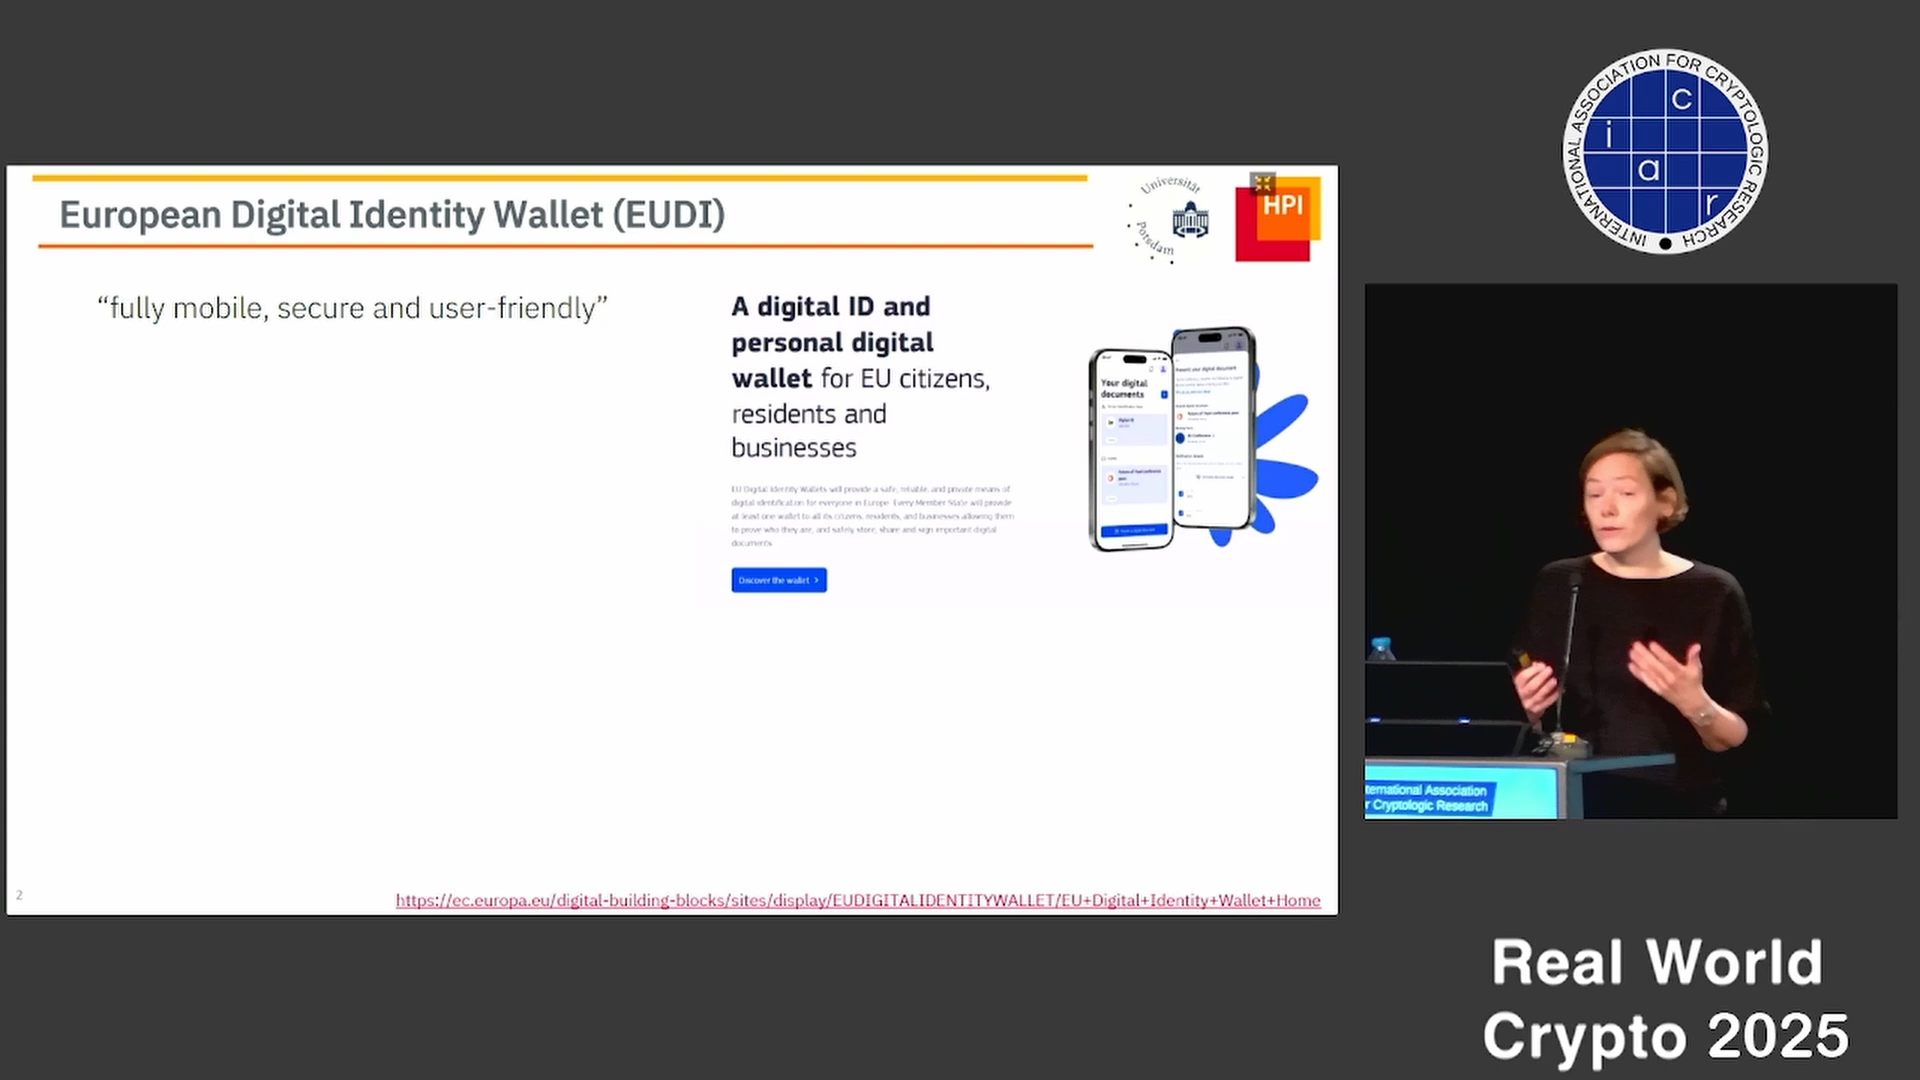 European Digital Identity Wallet (EUDI)
Universität
Potsdam
HPI
“fully mobile, secure and user-friendly”
A digital ID and
personal digital
wallet for EU citizens,
residents and
businesses
EU Digital Identity Wallets will provide a safe, reliable, and private means of
digital identification for everyone in Europe. Every Member State will provide
at least one wallet to all its citizens, residents, and businesses allowing them
to prove who they are, and safely store, share and sign important digital
documents.
Discover the wallet >
Your digital
documents
2
https://ec.europa.eu/digital-building-blocks/sites/display/EUDIGITALIDENTITYWALLET/EU+Digital+Identity+Wallet+Home
INTERNATIONAL ASSOCIATION FOR CRYPTOLOGIC RESEARCH
i a c r
ternational Association
r Cryptologic Research
Real World
Crypto 2025